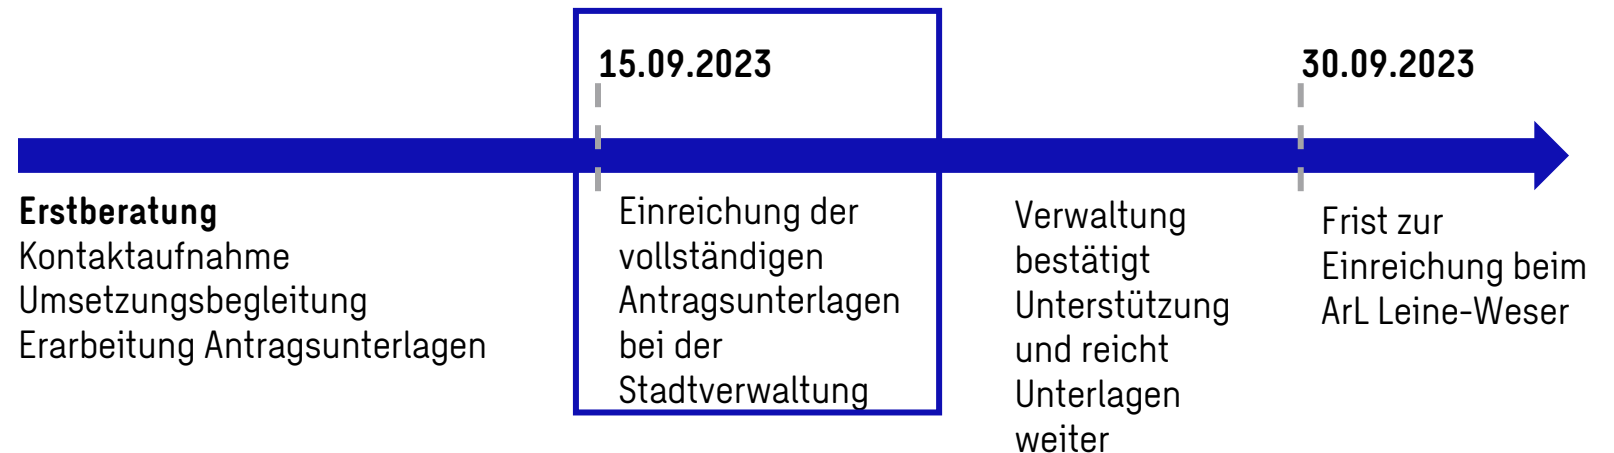 15.09.2023
30.09.2023
Erstberatung
Kontaktaufnahme
Umsetzungsbegleitung
Erarbeitung Antragsunterlagen
Einreichung der
vollständigen
Antragsunterlagen
bei der
Stadtverwaltung
Verwaltung
bestätigt
Unterstützung
und reicht
Unterlagen
weiter
Frist zur
Einreichung beim
ArL Leine-Weser